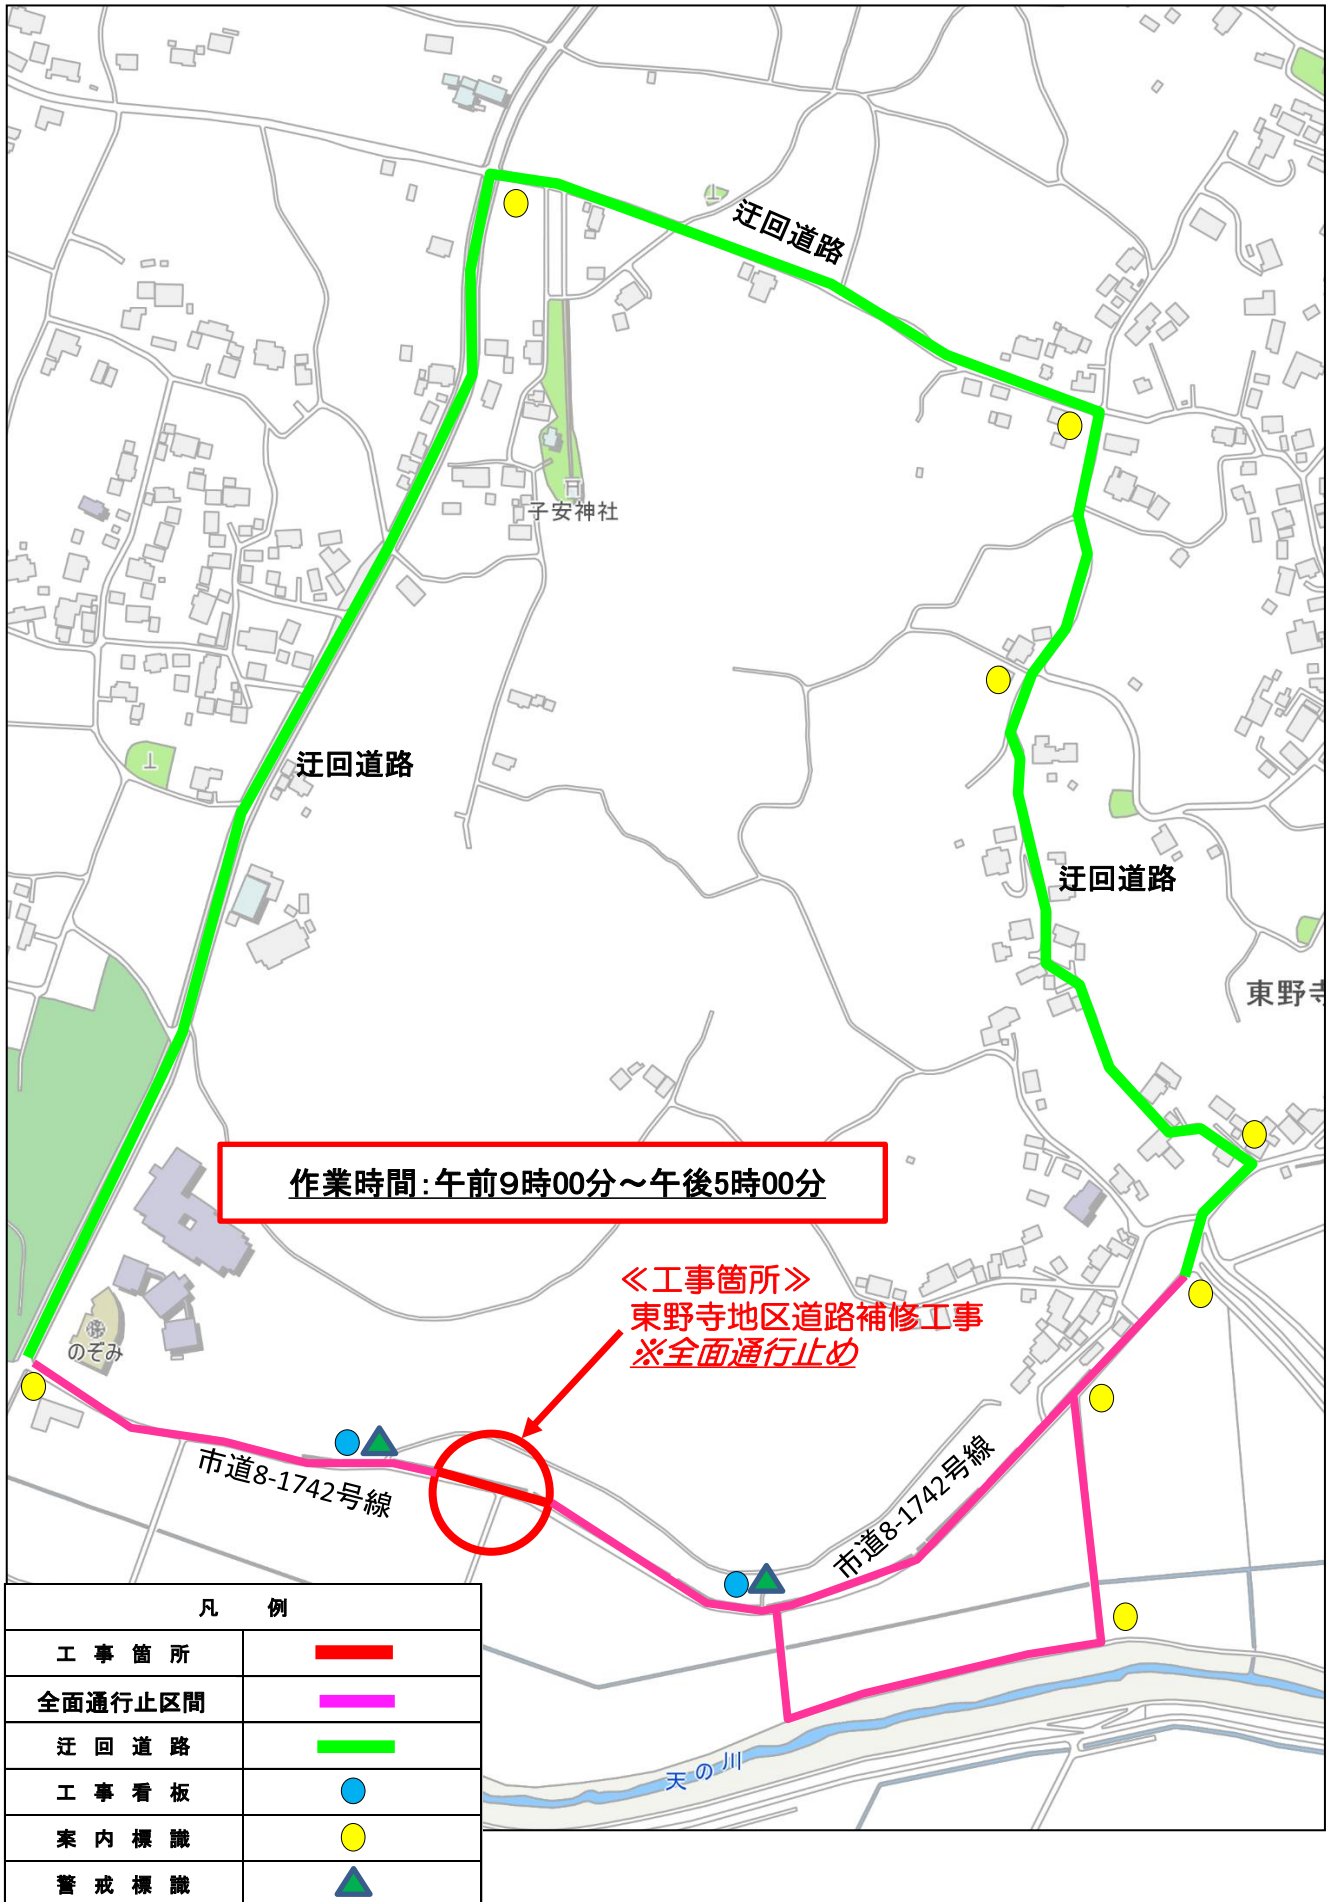 迂回道路
子安神社
迂回道路
迂回道路
東野寺
作業時間:午前9時00分～午後5時00分
≪工事箇所≫
東野寺地区道路補修工事
※全面通行止め
のぞみ
市道8-1742号線
市道8-1742号線
天の川
凡 例
工事箇所
全面通行止区間
迂回道路
工事看板
案内標識
警戒標識